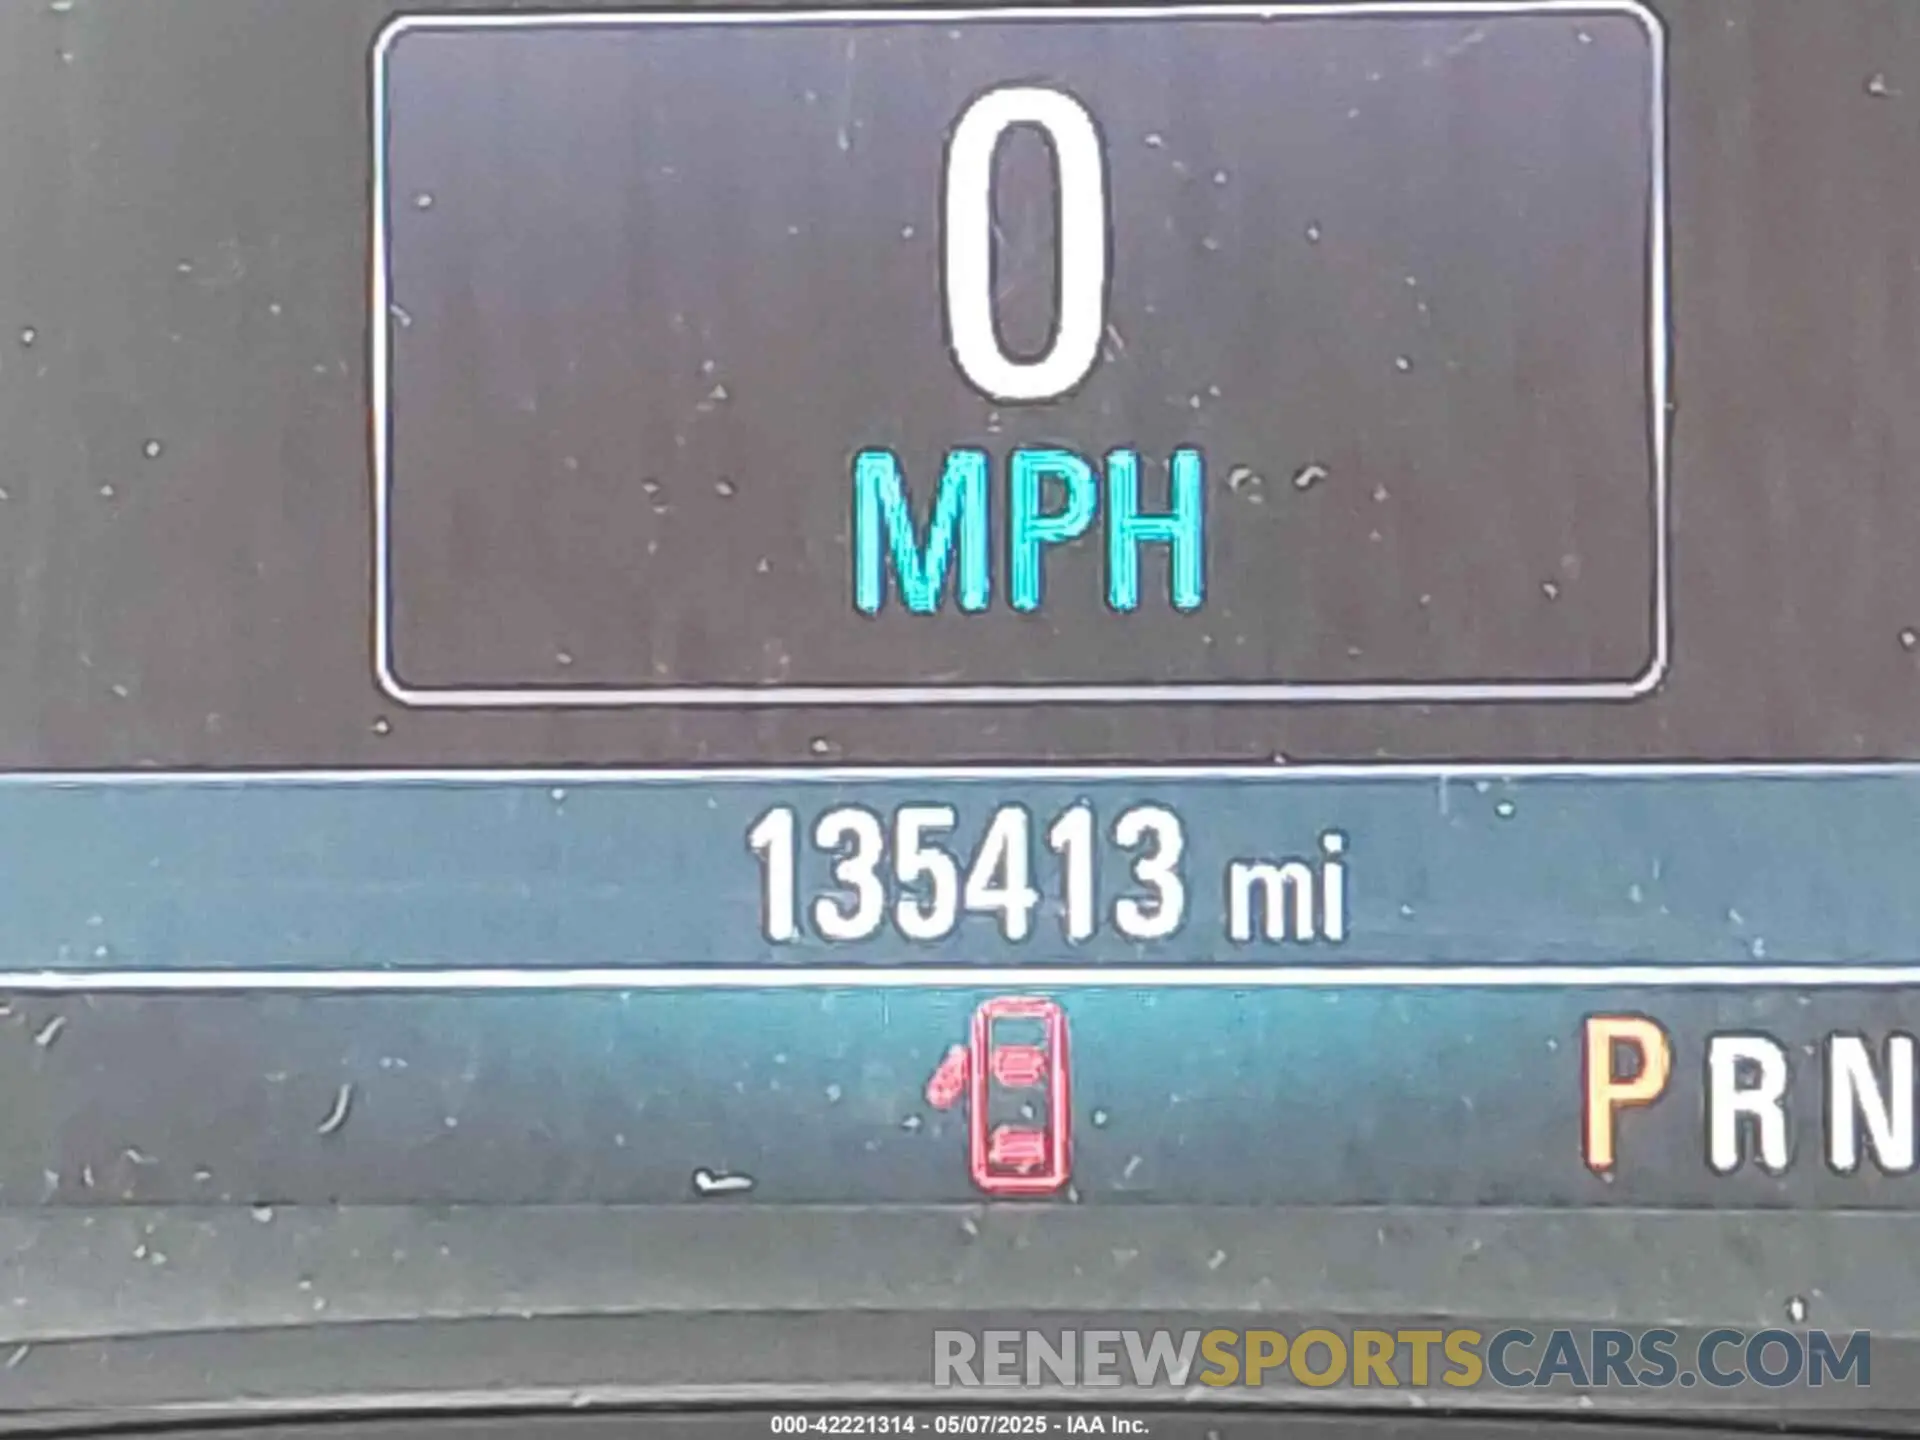 0
MPH
135413 mi
P R N
RENEWSPORTSCARS.COM
000-42221314 - 05/07/2025 - IAA Inc.